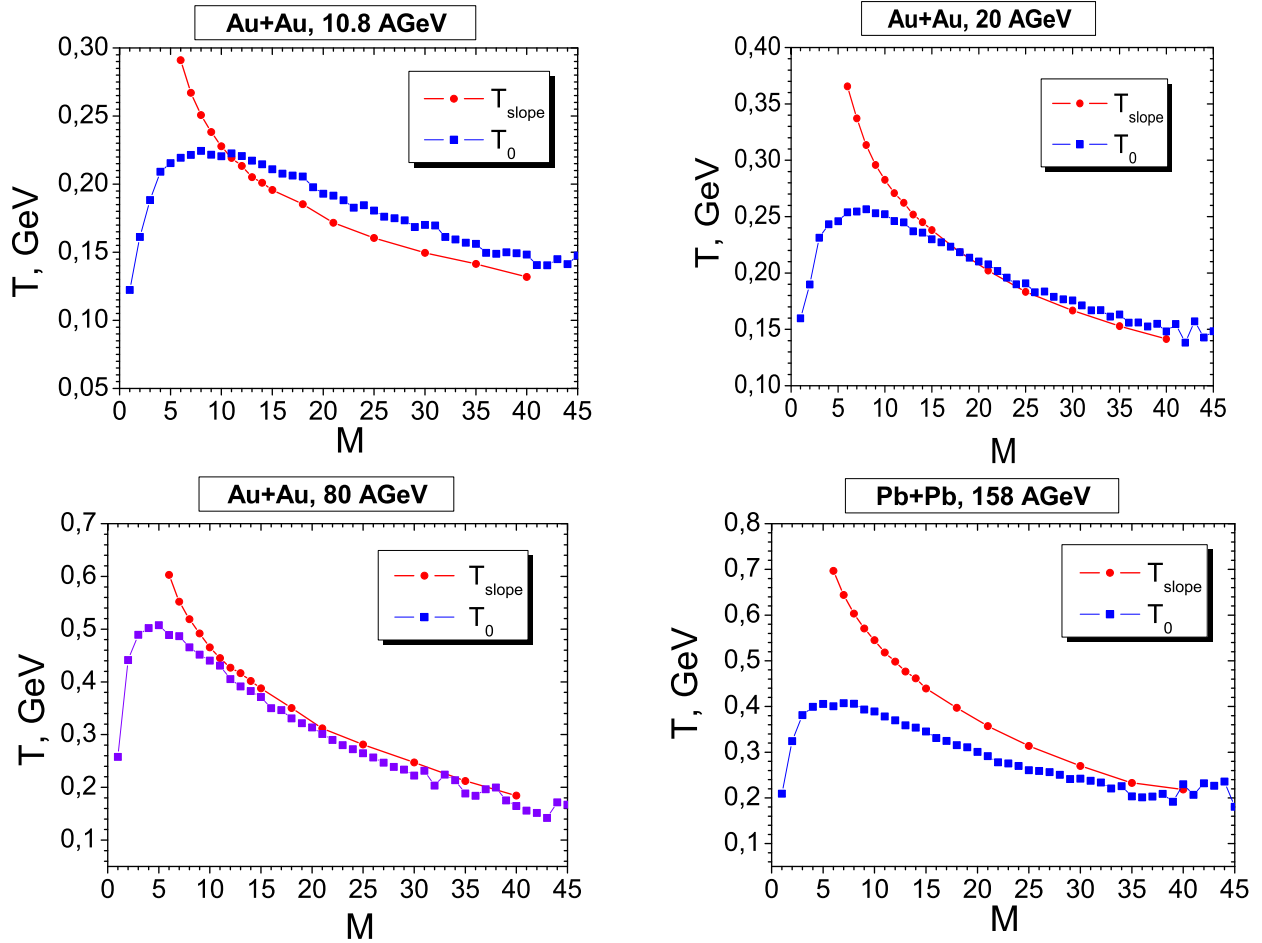 Au+Au, 10.8 AGeV
T, GeV
0,30
0,25
0,20
0,15
0,10
0,05
T_slope
T_0
0 5 10 15 20 25 30 35 40 45
M
Au+Au, 20 AGeV
T, GeV
0,40
0,35
0,30
0,25
0,20
0,15
0,10
T_slope
T_0
0 5 10 15 20 25 30 35 40 45
M
Au+Au, 80 AGeV
T, GeV
0,7
0,6
0,5
0,4
0,3
0,2
0,1
T_slope
T_0
0 5 10 15 20 25 30 35 40 45
M
Pb+Pb, 158 AGeV
T, GeV
0,8
0,7
0,6
0,5
0,4
0,3
0,2
0,1
T_slope
T_0
0 5 10 15 20 25 30 35 40 45
M